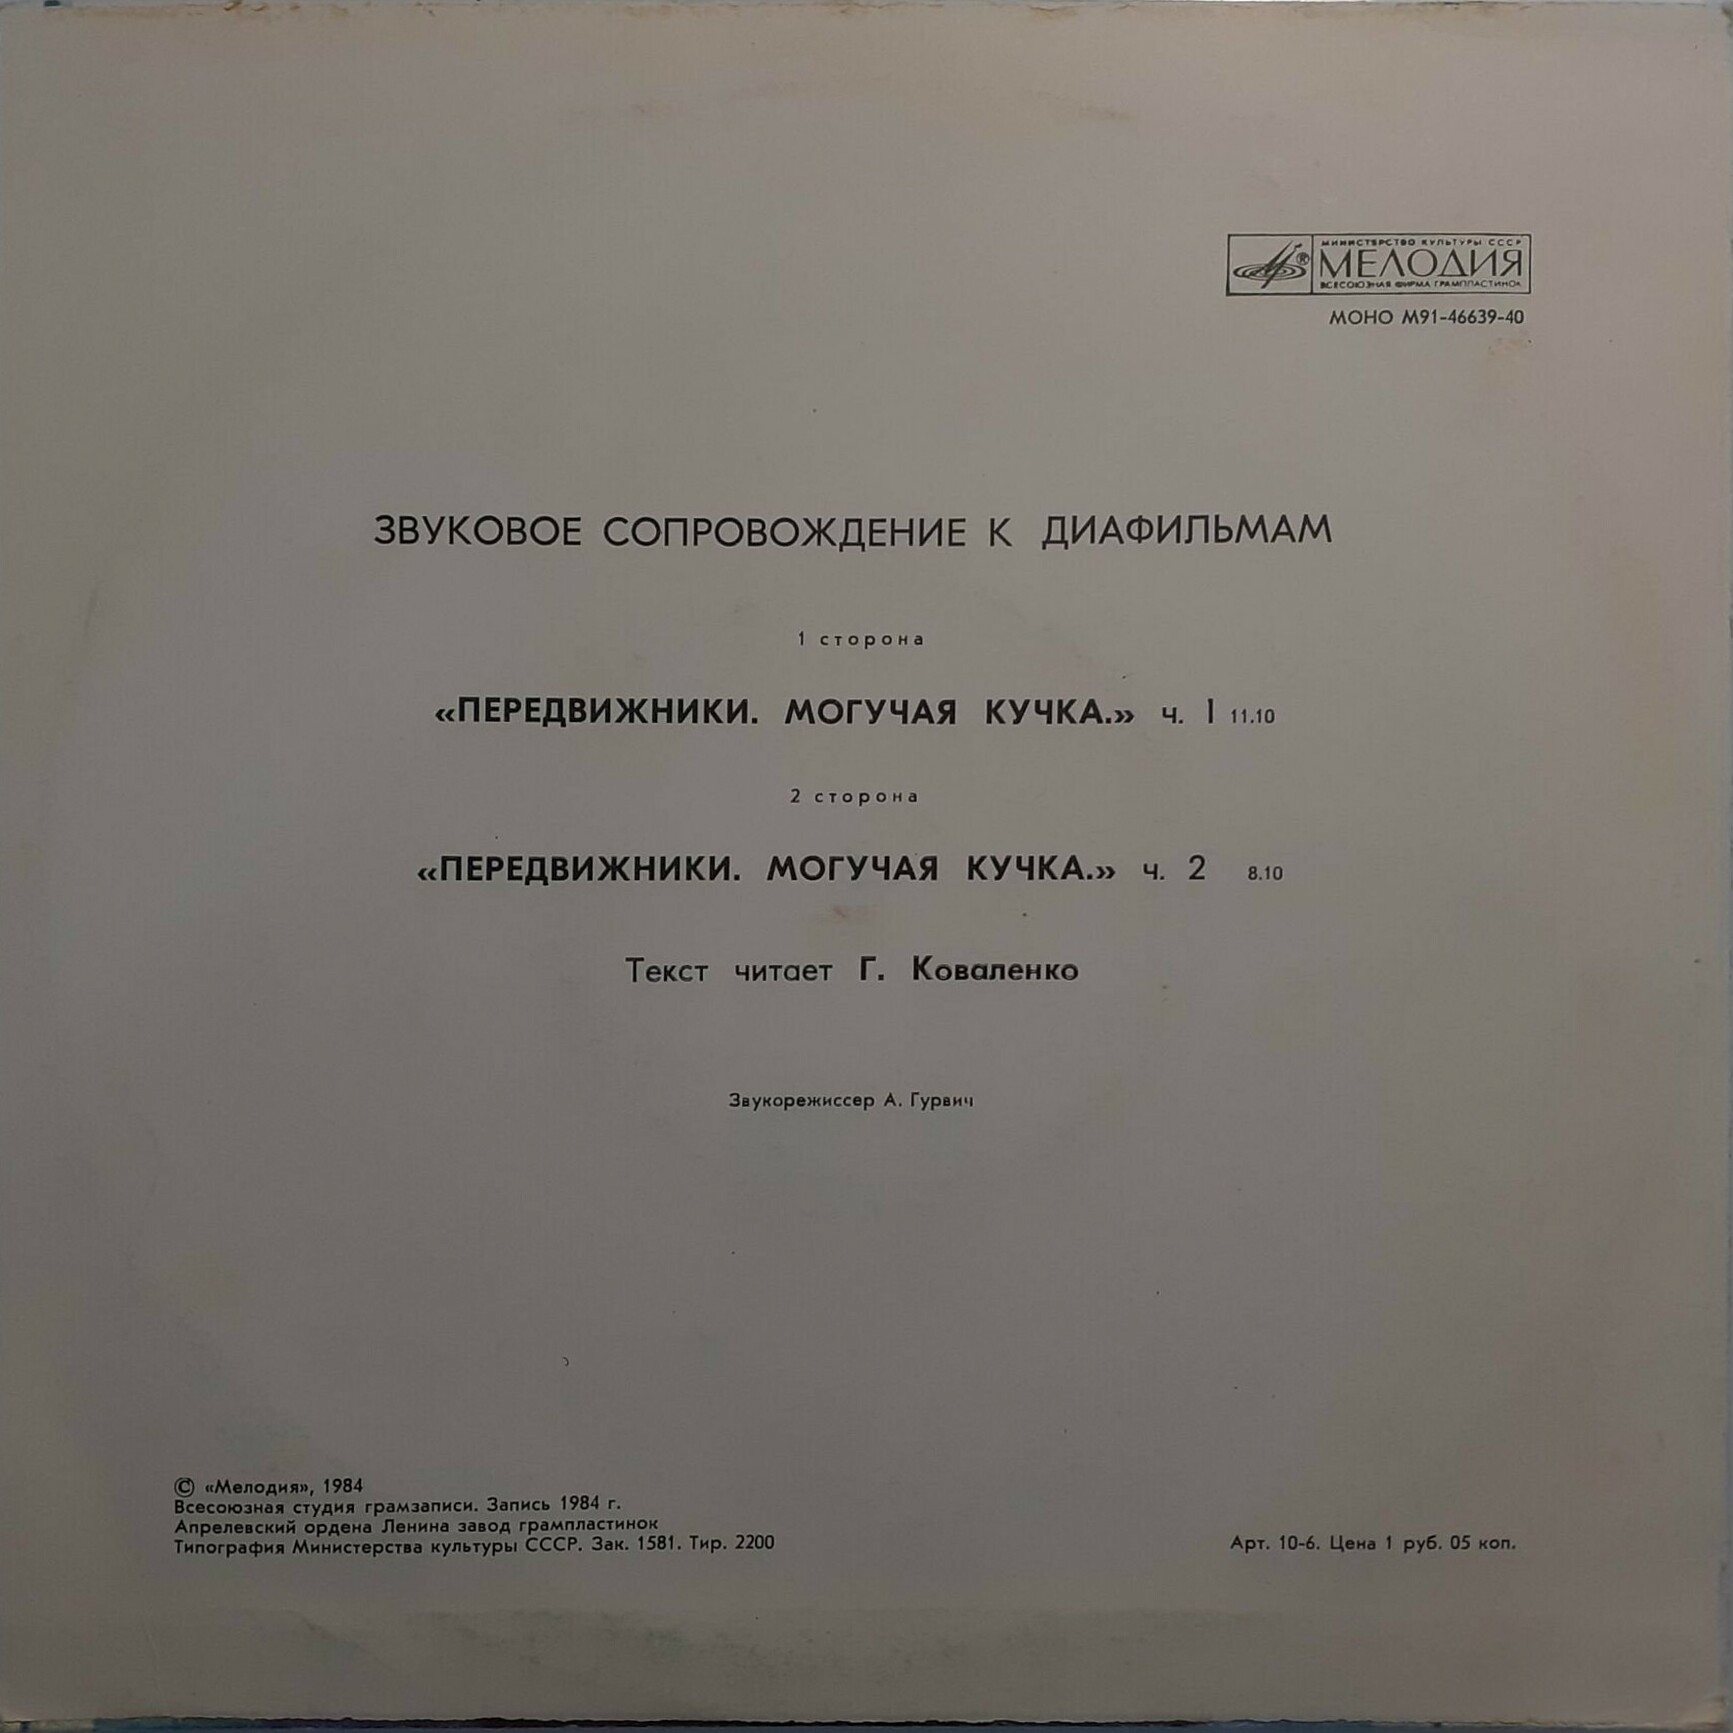 МИНИСТЕРСТВО КУЛЬТУРЫ СССР
® МЕЛОДИЯ
ВСЕСОЮЗНАЯ ФИРМА ГРАМПЛАСТИНОК
МОНО М91-46639-40
ЗВУКОВОЕ СОПРОВОЖДЕНИЕ К ДИАФИЛЬМАМ
1 сторона
«ПЕРЕДВИЖНИКИ. МОГУЧАЯ КУЧКА.» ч. I 11.10
2 сторона
«ПЕРЕДВИЖНИКИ. МОГУЧАЯ КУЧКА.» ч. 2 8.10
Текст читает Г. Коваленко
Звукорежиссер А. Гурвич
© «Мелодия», 1984
Всесоюзная студия грамзаписи. Запись 1984 г.
Апрелевский ордена Ленина завод грампластинок
Типография Министерства культуры СССР. Зак. 1581. Тир. 2200
Арт. 10-6. Цена 1 руб. 05 коп.